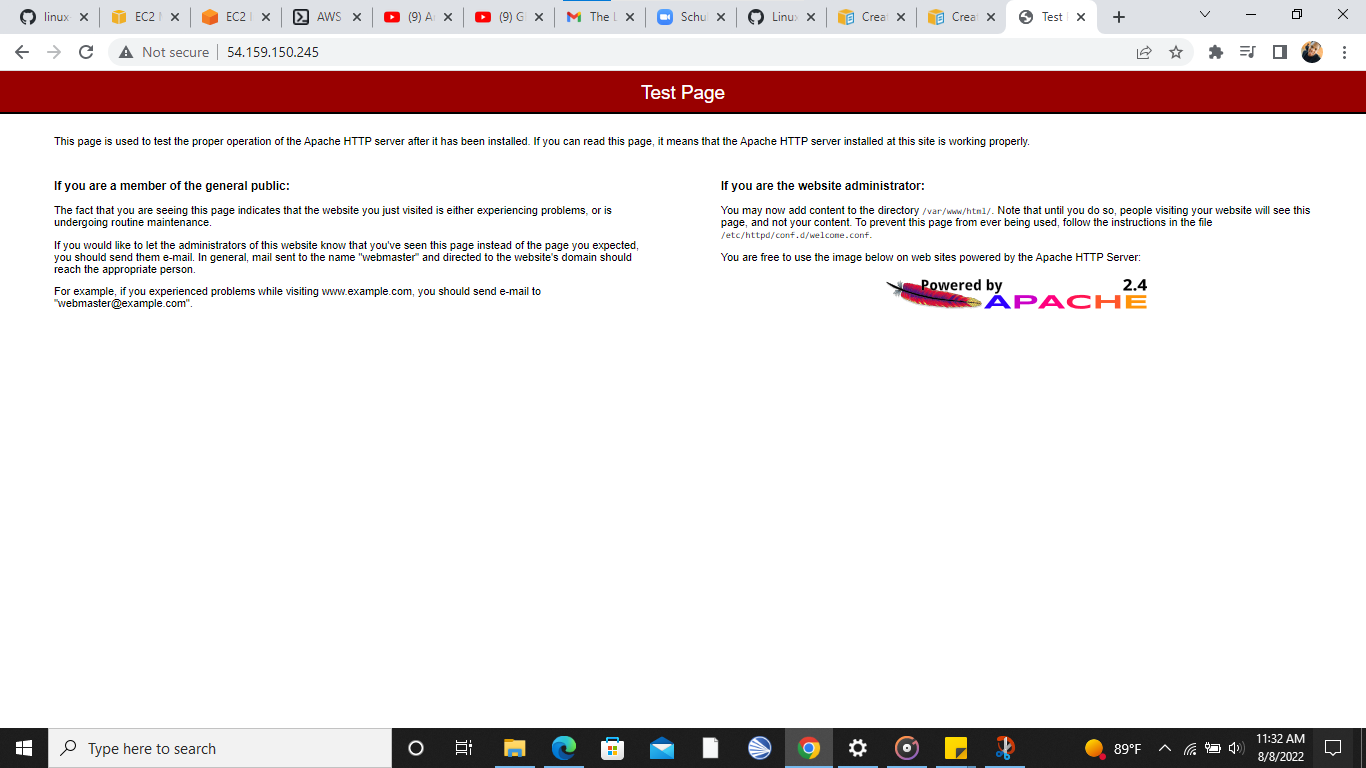 linux
EC2
EC2
AWS
(9) A
(9) G
The L
Schu
Linux
Creat
Creat
Test
Not secure
54.159.150.245
Test Page
This page is used to test the proper operation of the Apache HTTP server after it has been installed. If you can read this page, it means that the Apache HTTP server installed at this site is working properly.
If you are a member of the general public:
The fact that you are seeing this page indicates that the website you just visited is either experiencing problems, or is
undergoing routine maintenance.
If you would like to let the administrators of this website know that you've seen this page instead of the page you expected,
you should send them e-mail. In general, mail sent to the name "webmaster" and directed to the website's domain should
reach the appropriate person.
For example, if you experienced problems while visiting www.example.com, you should send e-mail to
"webmaster@example.com".
If you are the website administrator:
You may now add content to the directory /var/www/html/. Note that until you do so, people visiting your website will see this
page, and not your content. To prevent this page from ever being used, follow the instructions in the file
/etc/httpd/conf.d/welcome.conf.
You are free to use the image below on web sites powered by the Apache HTTP Server:
Powered by 2.4
APACHE
Type here to search
89°F
11:32 AM
8/8/2022